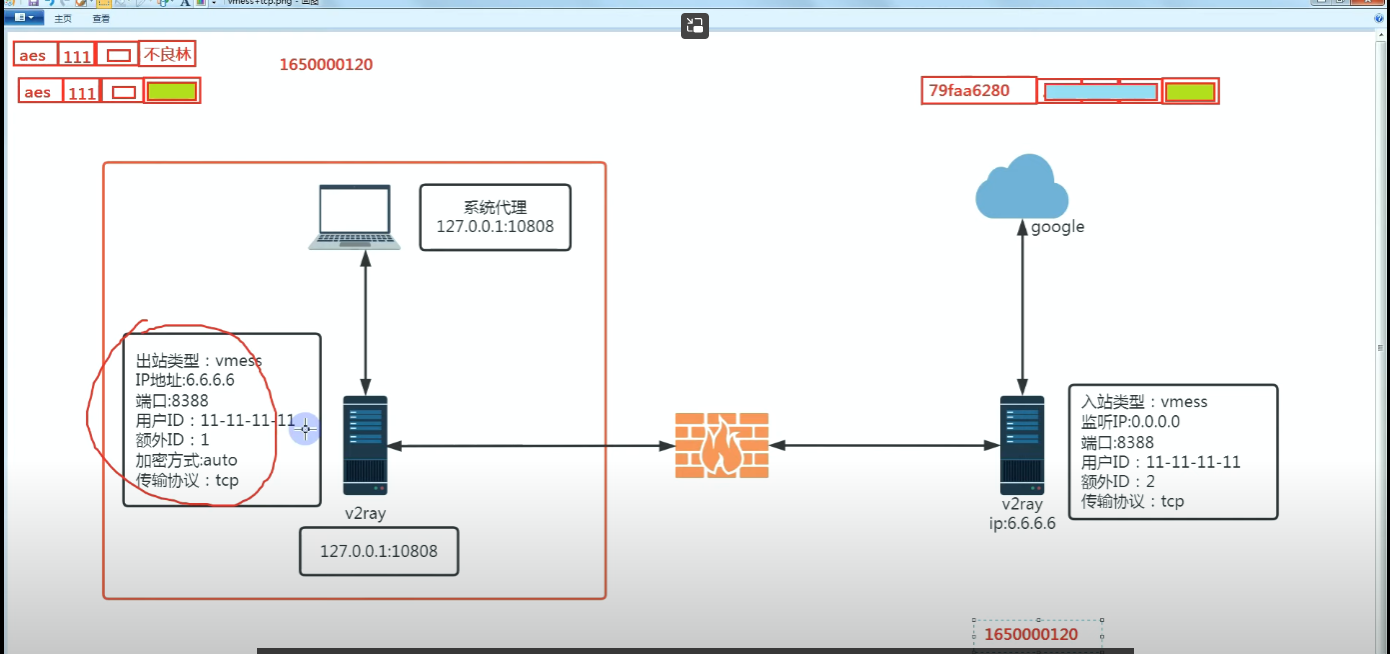 vmess+tcp.png - 画图
主页 查看
aes 111 不良林
aes 111
1650000120
79faa6280
系统代理
127.0.0.1:10808
google
出站类型：vmess
IP地址:6.6.6.6
端口:8388
用户ID：11-11-11-11
额外ID：1
加密方式:auto
传输协议：tcp
v2ray
127.0.0.1:10808
v2ray
ip:6.6.6.6
入站类型：vmess
监听IP:0.0.0.0
端口:8388
用户ID：11-11-11-11
额外ID：2
传输协议：tcp
1650000120